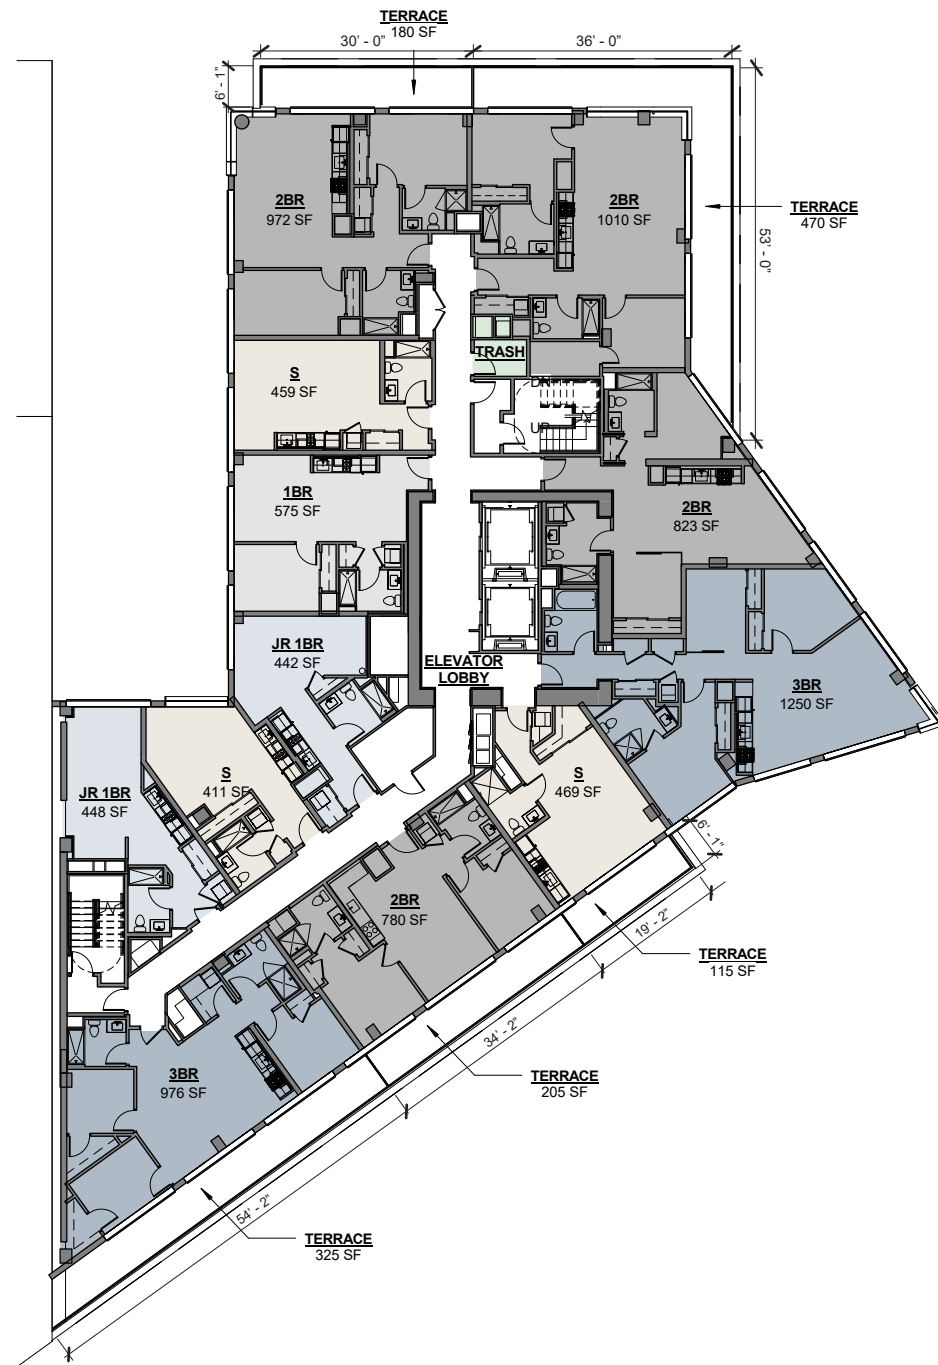 TERRACE
180 SF
30' - 0"
36' - 0"
6' - 1"
2BR
972 SF
2BR
1010 SF
TERRACE
470 SF
53' - 0"
TRASH
S
459 SF
DN
UP
1BR
575 SF
2BR
823 SF
JR 1BR
442 SF
ELEVATOR
LOBBY
3BR
1250 SF
S
411 SF
JR 1BR
448 SF
S
469 SF
6' - 1"
2BR
780 SF
19' - 2"
TERRACE
115 SF
34' - 2"
3BR
976 SF
TERRACE
205 SF
54' - 2"
TERRACE
325 SF